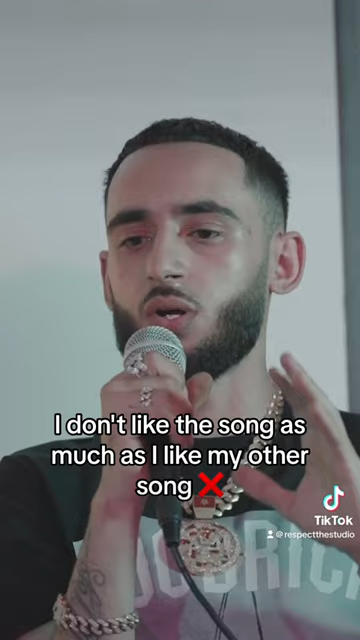 I don't like the song as
much as I like my other
song ❌
TikTok
@respectthestudio